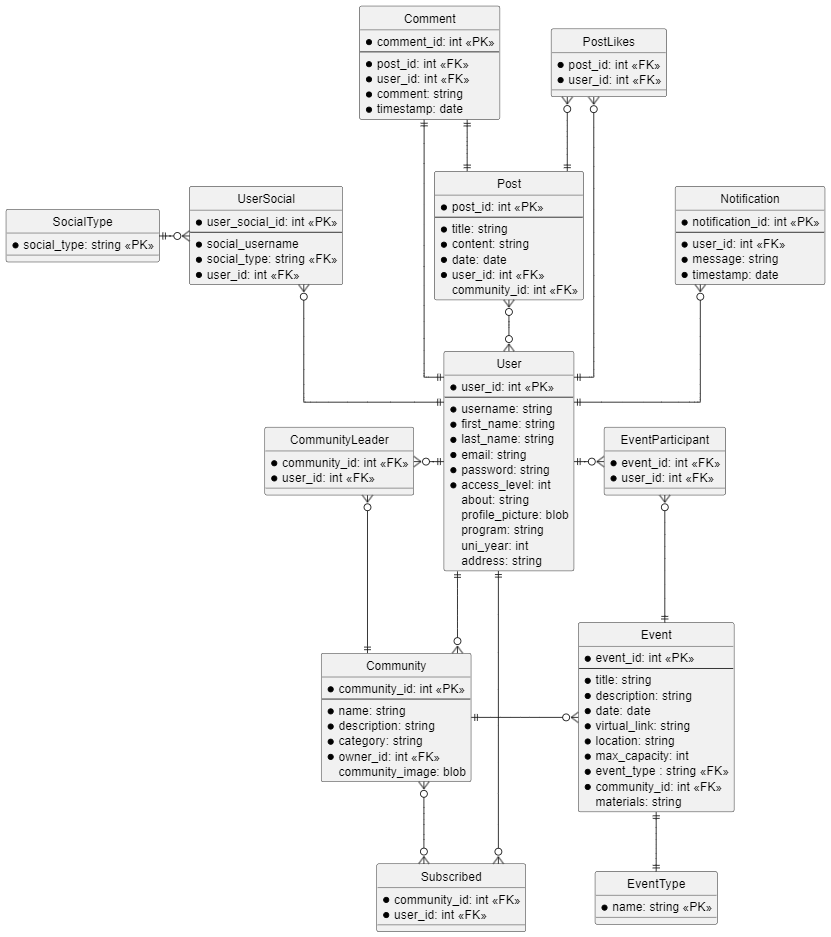 Comment
comment_id: int «PK»
post_id: int «FK»
user_id: int «FK»
comment: string
timestamp: date
PostLikes
post_id: int «FK»
user_id: int «FK»
SocialType
social_type: string «PK»
UserSocial
user_social_id: int «PK»
social_username
social_type: string «FK»
user_id: int «FK»
Post
post_id: int «PK»
title: string
content: string
date: date
user_id: int «FK»
community_id: int «FK»
Notification
notification_id: int «PK»
user_id: int «FK»
message: string
timestamp: date
User
user_id: int «PK»
username: string
first_name: string
last_name: string
email: string
password: string
access_level: int
about: string
profile_picture: blob
program: string
uni_year: int
address: string
CommunityLeader
community_id: int «FK»
user_id: int «FK»
EventParticipant
event_id: int «FK»
user_id: int «FK»
Community
community_id: int «PK»
name: string
description: string
category: string
owner_id: int «FK»
community_image: blob
Event
event_id: int «PK»
title: string
description: string
date: date
virtual_link: string
location: string
max_capacity: int
event_type : string «FK»
community_id: int «FK»
materials: string
Subscribed
community_id: int «FK»
user_id: int «FK»
EventType
name: string «PK»